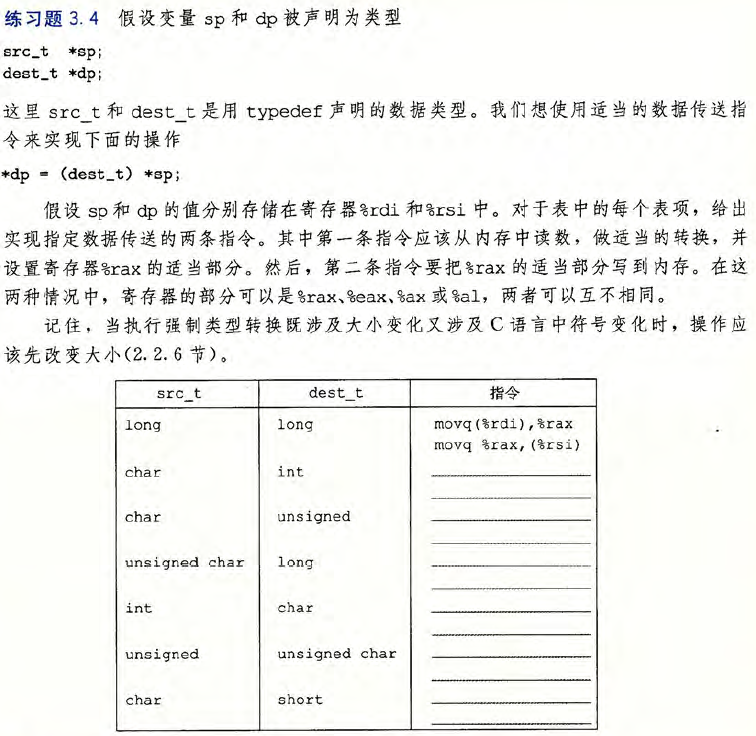 练习题 3.4 假设变量 sp 和 dp 被声明为类型
src_t *sp;
dest_t *dp;
这里 src_t 和 dest_t 是用 typedef 声明的数据类型。我们想使用适当的数据传送指
令来实现下面的操作
*dp = (dest_t) *sp;
假设 sp 和 dp 的值分别存储在寄存器%rdi 和%rsi 中。对于表中的每个表项，给出
实现指定数据传送的两条指令。其中第一条指令应该从内存中读数，做适当的转换，并
设置寄存器%rax 的适当部分。然后，第二条指令要把%rax 的适当部分写到内存。在这
两种情况中，寄存器的部分可以是%rax、%eax、%ax 或%al，两者可以互不相同。
记住，当执行强制类型转换既涉及大小变化又涉及 C 语言中符号变化时，操作应
该先改变大小(2.2.6 节)。
src_t dest_t 指令
long long movq(%rdi),%rax
movq %rax,(%rsi)
char int
char unsigned
unsigned char long
int char
unsigned unsigned char
char short